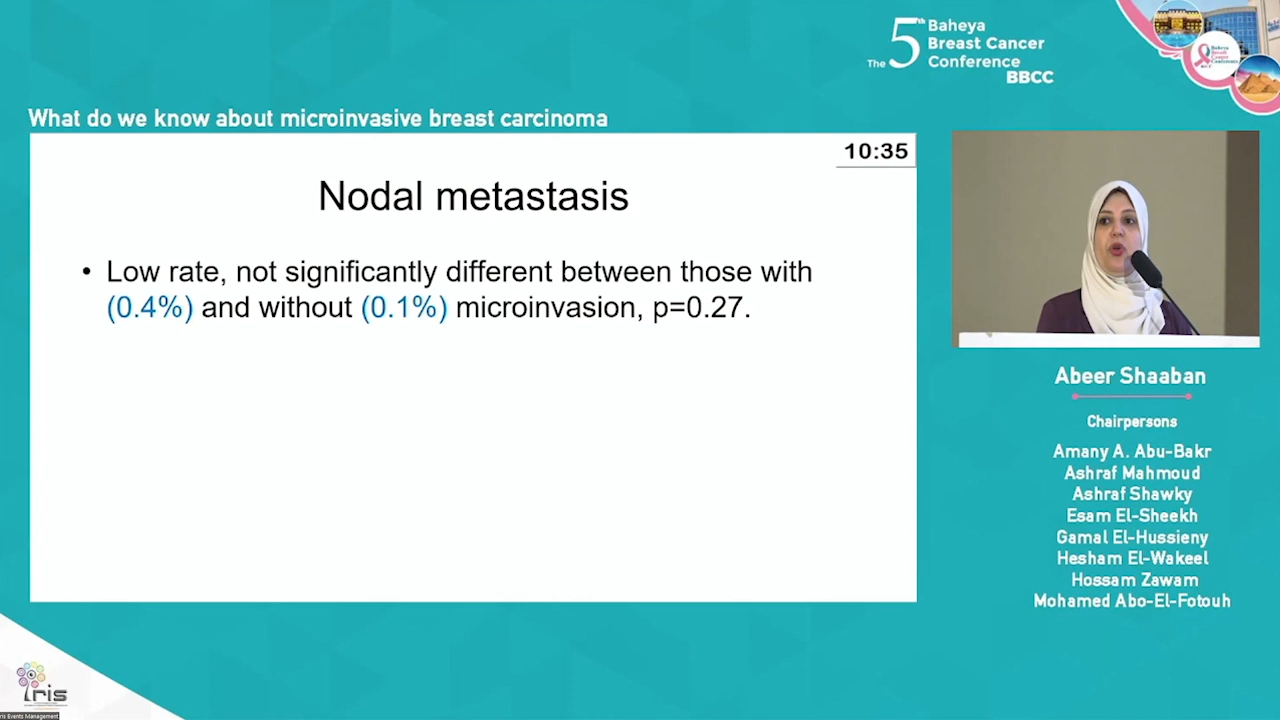 The 5th Baheya
Breast Cancer
Conference
BBCC
What do we know about microinvasive breast carcinoma
10:35
Nodal metastasis
• Low rate, not significantly different between those with
(0.4%) and without (0.1%) microinvasion, p=0.27.
Abeer Shaaban
Chairpersons
Amany A. Abu-Bakr
Ashraf Mahmoud
Ashraf Shawky
Esam El-Sheekh
Gamal El-Hussieny
Hesham El-Wakeel
Hossam Zawam
Mohamed Abo-El-Fotouh
Iris
Iris Events Management